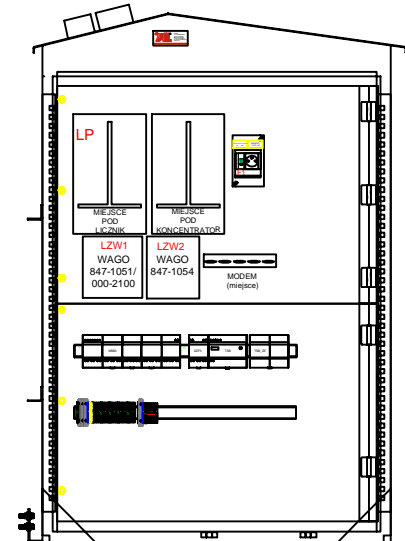 LP
MIEJSCE
POD
LICZNIK
MIEJSCE
POD
KONCENTRATOR
LZW1
WAGO
847-1051/
000-2100
LZW2
WAGO
847-1054
MODEM
(miejsce)